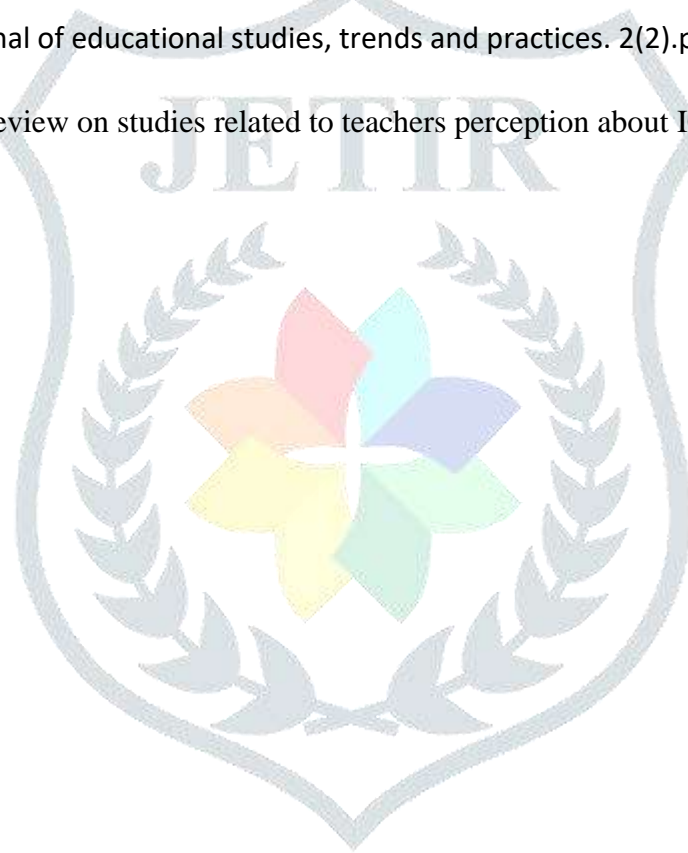 nal of educational studies, trends and practices. 2(2).p
eview on studies related to teachers perception about I
JETIR